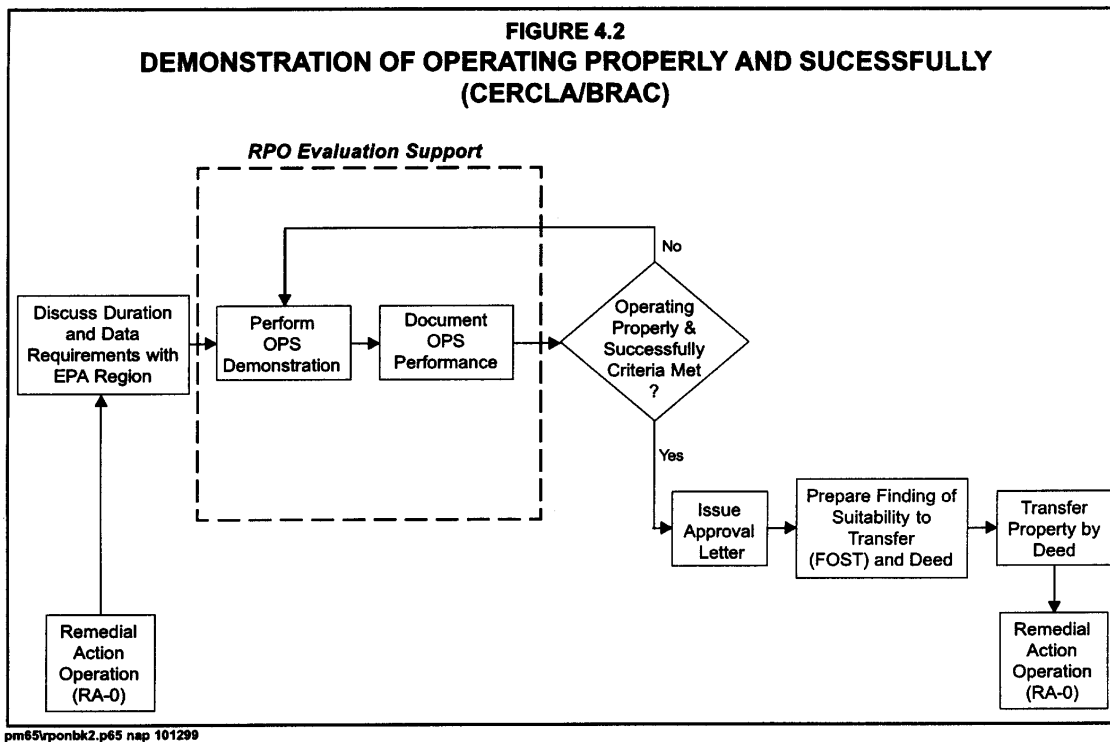 FIGURE 4.2
DEMONSTRATION OF OPERATING PROPERLY AND SUCESSFULLY
(CERCLA/BRAC)
RPO Evaluation Support
No
Discuss Duration
and Data
Requirements with
EPA Region
Perform
OPS
Demonstration
Document
OPS
Performance
Operating
Properly &
Successfully
Criteria Met
?
Yes
Issue
Approval
Letter
Prepare Finding of
Suitability to
Transfer
(FOST) and Deed
Transfer
Property by
Deed
Remedial
Action
Operation
(RA-0)
Remedial
Action
Operation
(RA-0)
pm65\rponbk2.p65 nap 101299